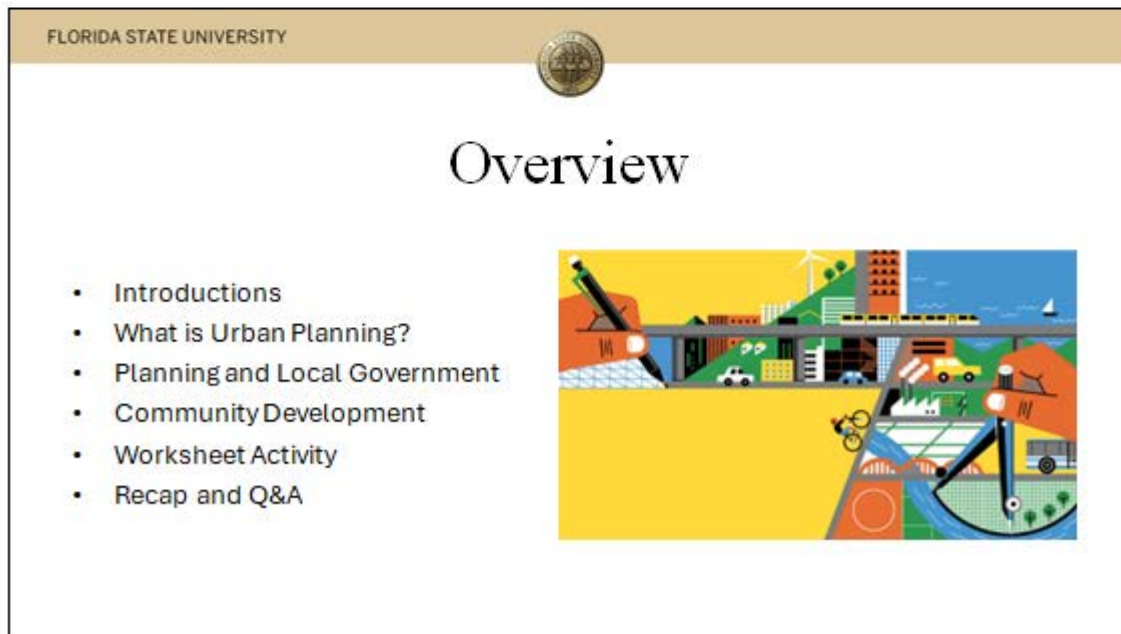 FLORIDA STATE UNIVERSITY
Overview
• Introductions
• What is Urban Planning?
• Planning and Local Government
• Community Development
• Worksheet Activity
• Recap and Q&A